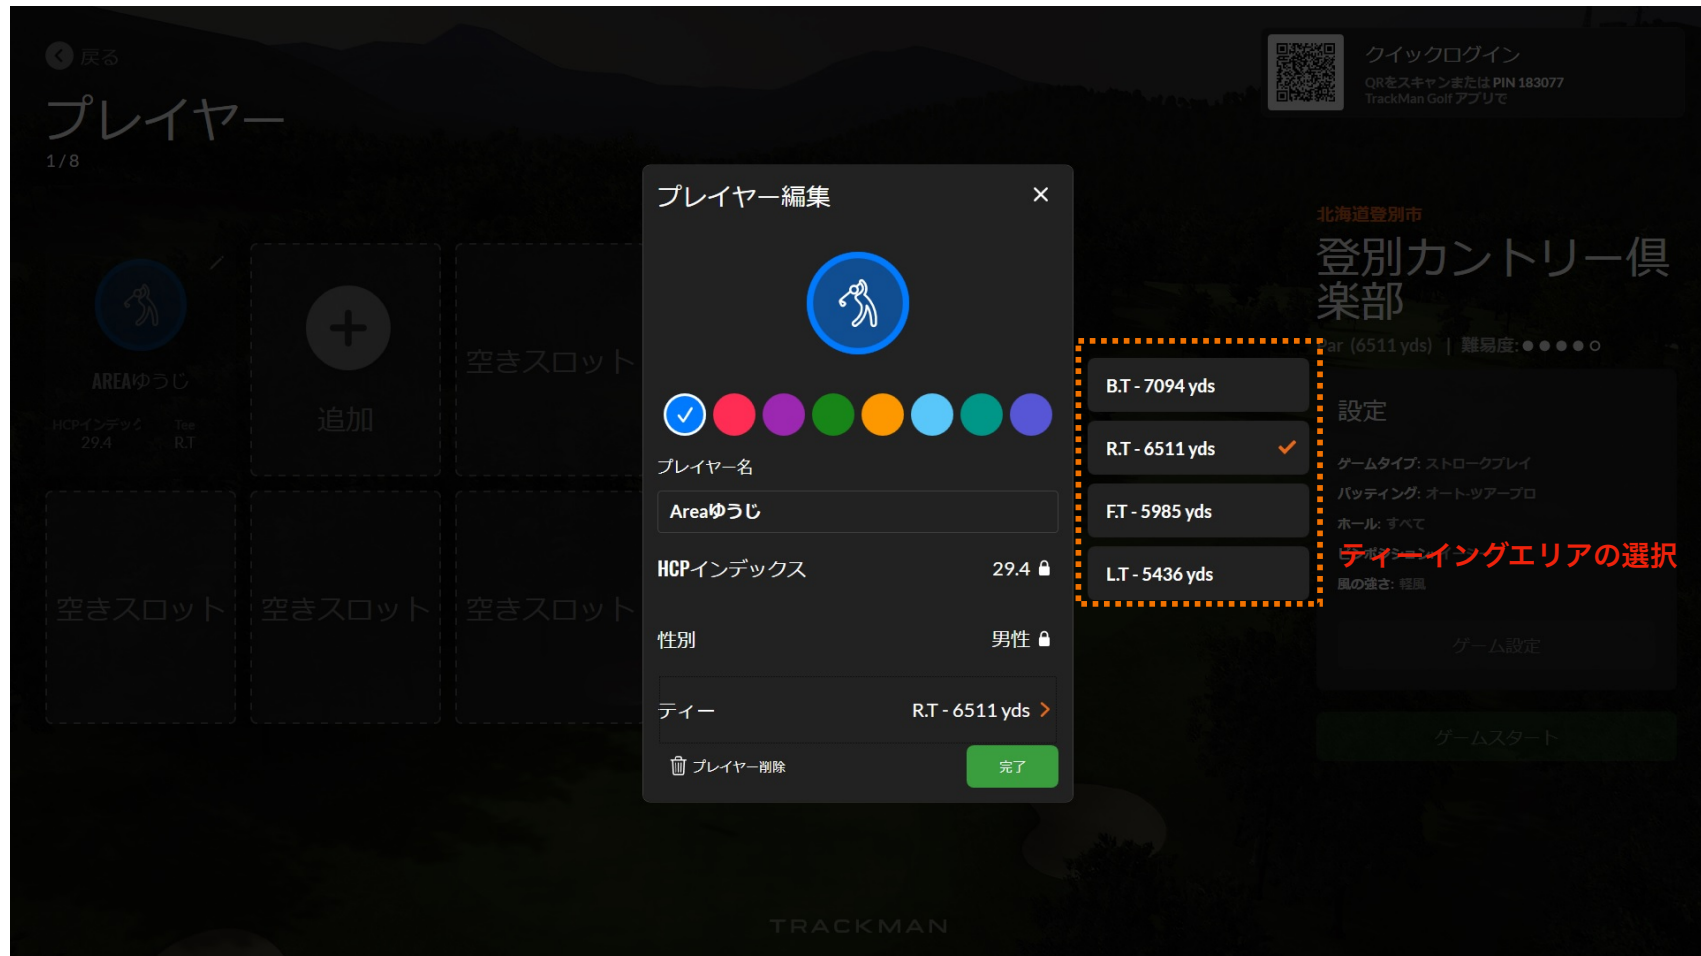 戻る
プレイヤー
1/8
クイックログイン
QRをスキャンまたは PIN 183077
TrackMan Golf アプリで
AREAゆうじ
HCPインデック
Tee
29.4
R.T
追加
空きスロット
空きスロット
空きスロット
空きスロット
プレイヤー編集
プレイヤー名
Areaゆうじ
HCPインデックス
29.4
性別
男性
ティー
R.T - 6511 yds
プレイヤー削除
完了
B.T - 7094 yds
R.T - 6511 yds
F.T - 5985 yds
L.T - 5436 yds
北海道登別市
登別カントリー倶
楽部
Par (6511 yds) | 難易度:
設定
ゲームタイプ: ストロークプレイ
パッティング: オート-ツアープロ
ホール: すべて
ティーイングエリアの選択
風の強さ: 軽風
ゲーム設定
ゲームスタート
TRACKMAN